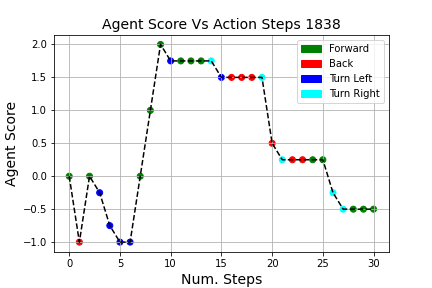 Agent Score Vs Action Steps 1838
Agent Score
2.0
1.5
1.0
0.5
0.0
−0.5
−1.0
Forward
Back
Turn Left
Turn Right
0 5 10 15 20 25 30
Num. Steps